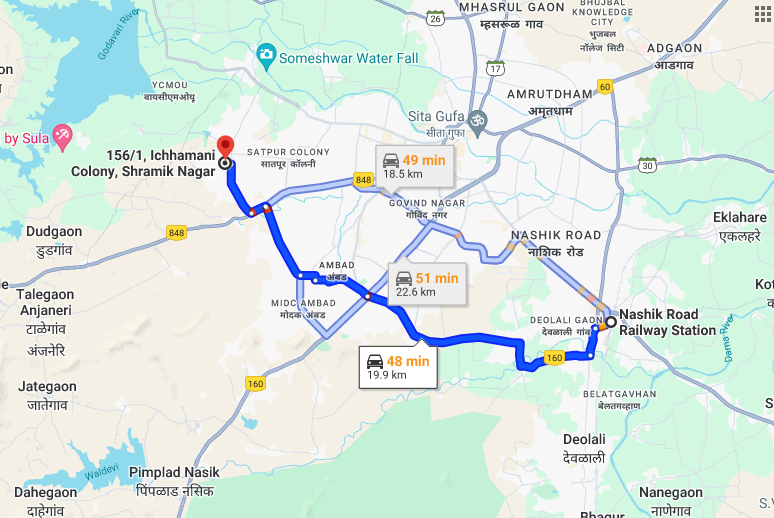 MHASRUL GAON
म्हसरूळ गाव
BHUJBAL
KNOWLEDGE
CITY
भुजबळ
नॉलेज सिटी
26
Godavari River
ADGAON
आडगाव
Someshwar Water Fall
17
YCMOU
वायसीएमओयू
60
AMRUTDHAM
अमृतधाम
Sita Gufa
सीता गुफा
by Sula
156/1, Ichhamani
Colony, Shramik Nagar
SATPUR COLONY
सातपूर कॉलनी
49 min
18.5 km
30
848
GOVIND NAGAR
गोविंद नगर
Eklahare
एकलहरे
Dudgaon
डुडगाव
848
NASHIK ROAD
नाशिक रोड
AMBAD
अंबड
51 min
22.6 km
Talegaon
Anjaneri
टाळेगांव
अंजनेरि
MIDC AMBAD
मोदक अंबड
DEOLALI GAON
देवळाली गांव
Nashik Road
Railway Station
Darna River
48 min
19.9 km
160
160
Jategaon
जातेगाव
BELATGAVHAN
बेलतगव्हाण
Deolali
देवळाली
Waldevi
Pimplad Nasik
पिंपळाड नसिक
Dahegaon
दाहेगांव
Nanegaon
नाणेगाव
Bhagur
S.V